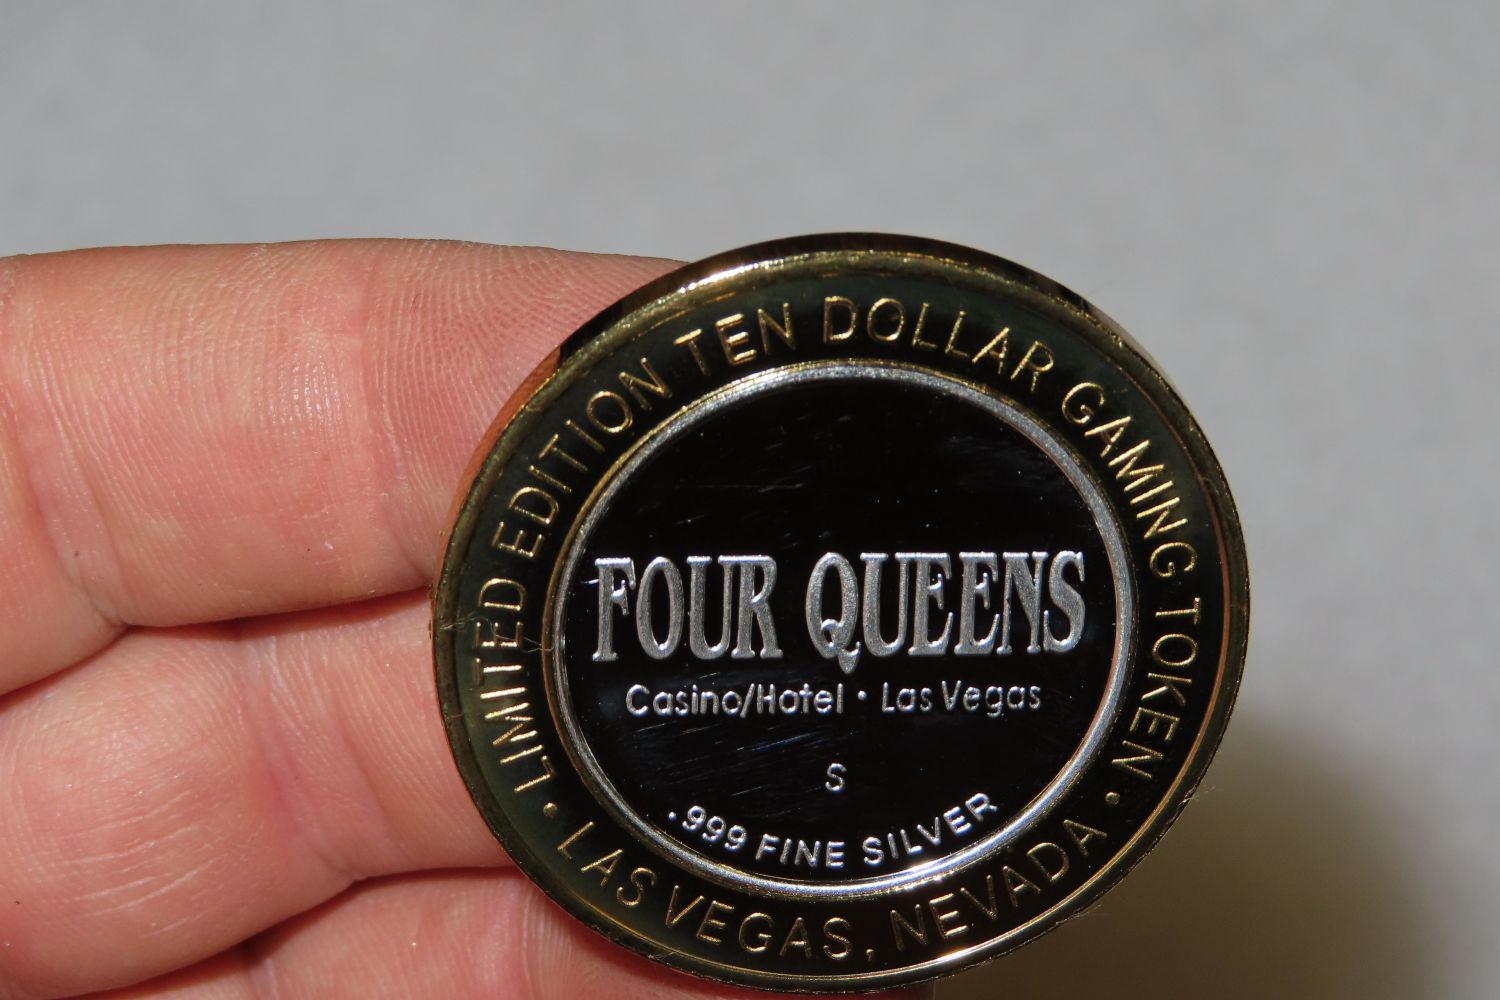 LIMITED EDITION TEN DOLLAR GAMING TOKEN •
FOUR QUEENS
Casino/Hotel • Las Vegas
S
.999 FINE SILVER
LAS VEGAS, NEVADA •